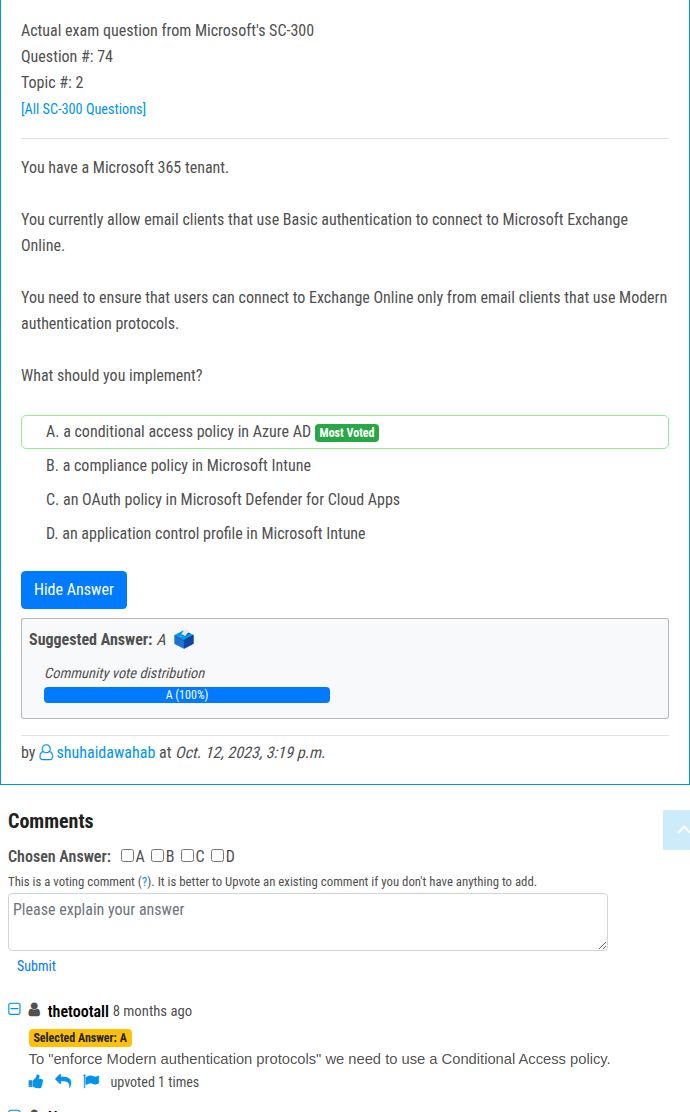 Actual exam question from Microsoft's SC-300
Question #: 74
Topic #: 2
[All SC-300 Questions]
You have a Microsoft 365 tenant.
You currently allow email clients that use Basic authentication to connect to Microsoft Exchange
Online.
You need to ensure that users can connect to Exchange Online only from email clients that use Modern
authentication protocols.
What should you implement?
A. a conditional access policy in Azure AD Most Voted
B. a compliance policy in Microsoft Intune
C. an OAuth policy in Microsoft Defender for Cloud Apps
D. an application control profile in Microsoft Intune
Hide Answer
Suggested Answer: A
Community vote distribution
A (100%)
by shuhaidawahab at Oct. 12, 2023, 3:19 p.m.
Comments
Chosen Answer: A B C D
This is a voting comment (?). It is better to Upvote an existing comment if you don't have anything to add.
Please explain your answer
Submit
thetootall 8 months ago
Selected Answer: A
To "enforce Modern authentication protocols" we need to use a Conditional Access policy.
upvoted 1 times